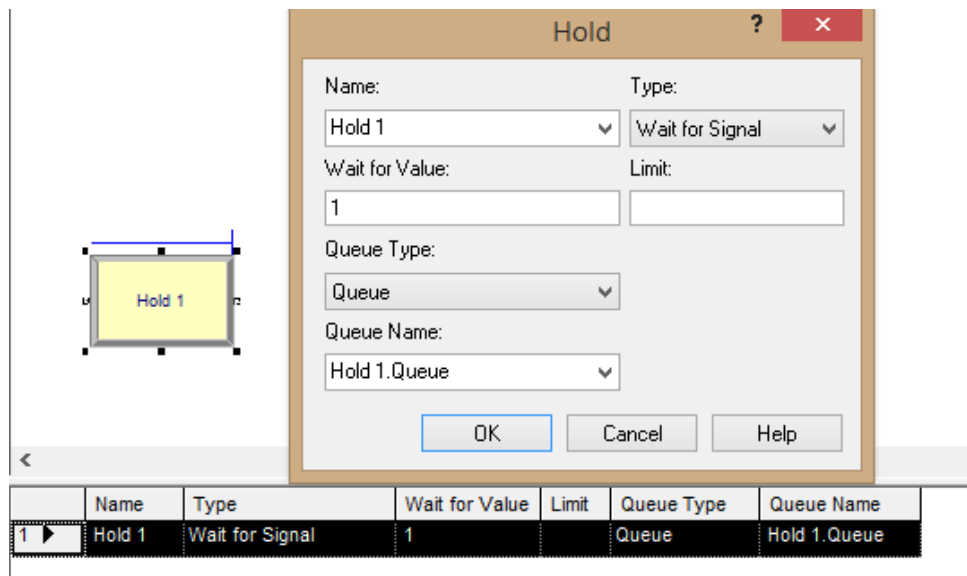 Hold ?
Name: Type:
Hold 1 Wait for Signal
Wait for Value: Limit:
1
Queue Type:
Queue
Queue Name:
Hold 1.Queue
OK Cancel Help
Hold 1
Name Type Wait for Value Limit Queue Type Queue Name
1 Hold 1 Wait for Signal 1 Queue Hold 1.Queue